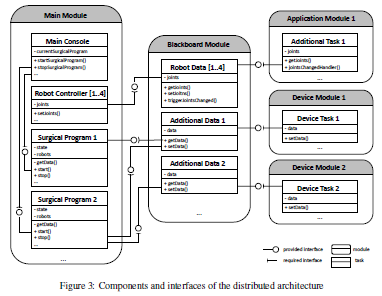 Main Module
Main Console
- currentSurgicalProgram
+ startSurgicalProgram()
+ stopSurgicalProgram()
...
Robot Controller [1..4]
- joints
+ setJoints()
...
Surgical Program 1
- state
- robots
- getData()
+ start()
+ stop()
...
Surgical Program 2
- state
- robots
- getData()
+ start()
+ stop()
...
...
Blackboard Module
Robot Data [1..4]
- joints
+ getJoints()
+ setJoints()
+ triggerJointsChanged()
Additional Data 1
- data
+ getData()
+ setData()
Additional Data 2
- data
+ getData()
+ setData()
...
Application Module 1
Additional Task 1
- joints
+ getJoints()
+ jointsChangedHandler()
...
Device Module 1
Device Task 1
- data
+ setData()
Device Module 2
Device Task 2
- data
+ setData()
...
provided interface
required interface
module
task
Figure 3: Components and interfaces of the distributed architecture